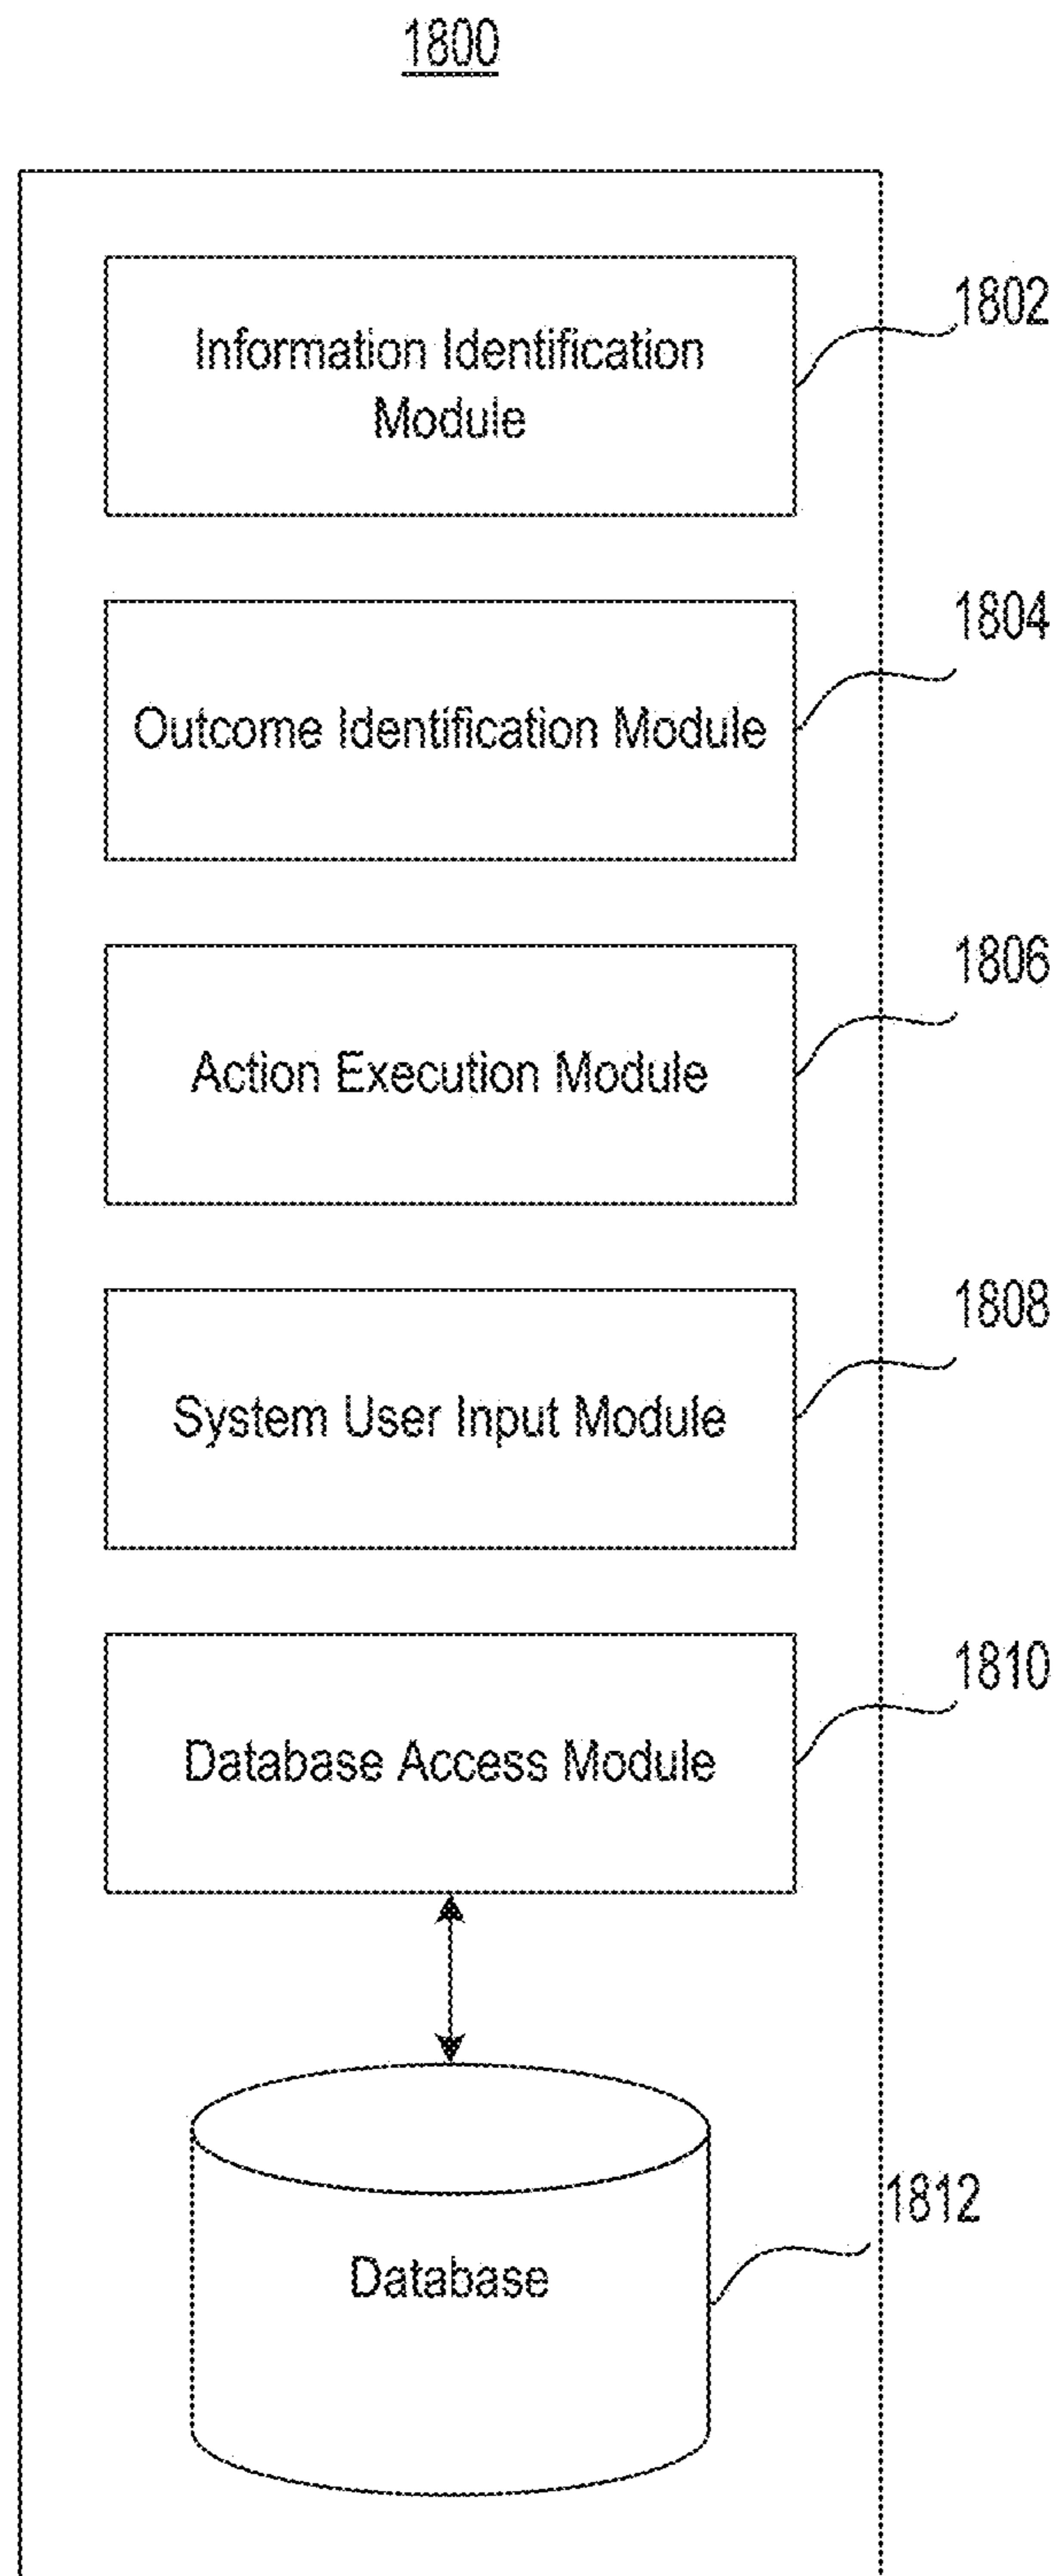 1800
1802
Information Identification
Module
1804
Outcome Identification Module
1806
Action Execution Module
1808
System User Input Module
1810
Database Access Module
1812
Database